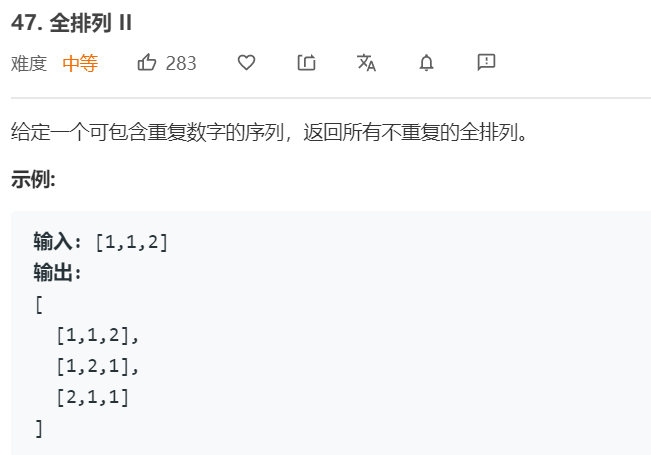 47. 全排列 II
难度 中等 283
给定一个可包含重复数字的序列，返回所有不重复的全排列。
示例:
输入: [1,1,2]
输出:
[
  [1,1,2],
  [1,2,1],
  [2,1,1]
]